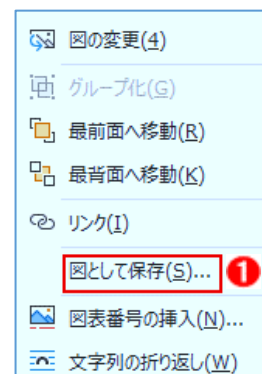 図の変更(4)
グループ化(G)
最前面へ移動(R)
最背面へ移動(K)
リンク(I)
図として保存(S)... 1
図表番号の挿入(N)...
文字列の折り返し(W)